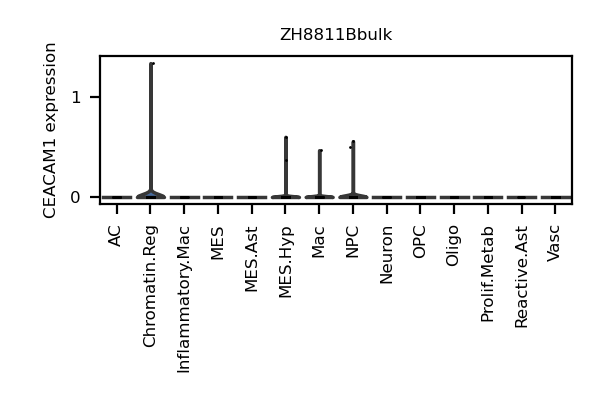 ZH8811Bbulk
CEACAM1 expression
1
0
AC
Chromatin.Reg
Inflammatory.Mac
MES
MES.Ast
MES.Hyp
Mac
NPC
Neuron
OPC
Oligo
Prolif.Metab
Reactive.Ast
Vasc